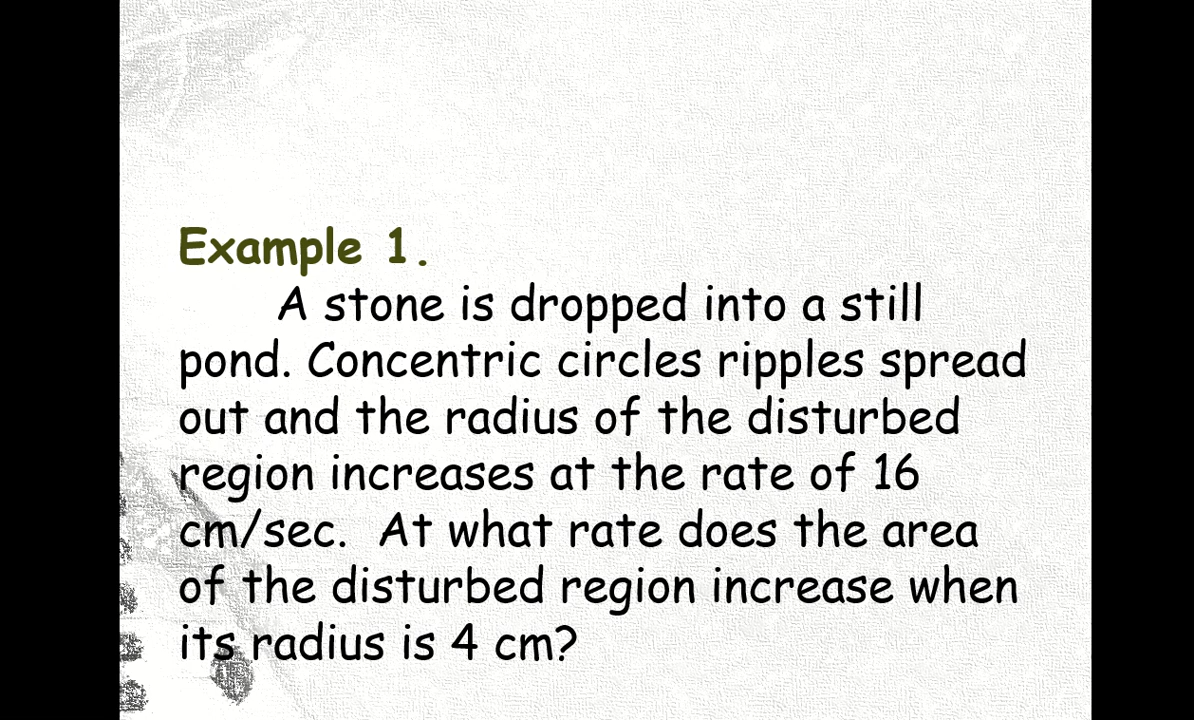 Example 1.
A stone is dropped into a still
pond. Concentric circles ripples spread
out and the radius of the disturbed
region increases at the rate of 16
cm/sec. At what rate does the area
of the disturbed region increase when
its radius is 4 cm?